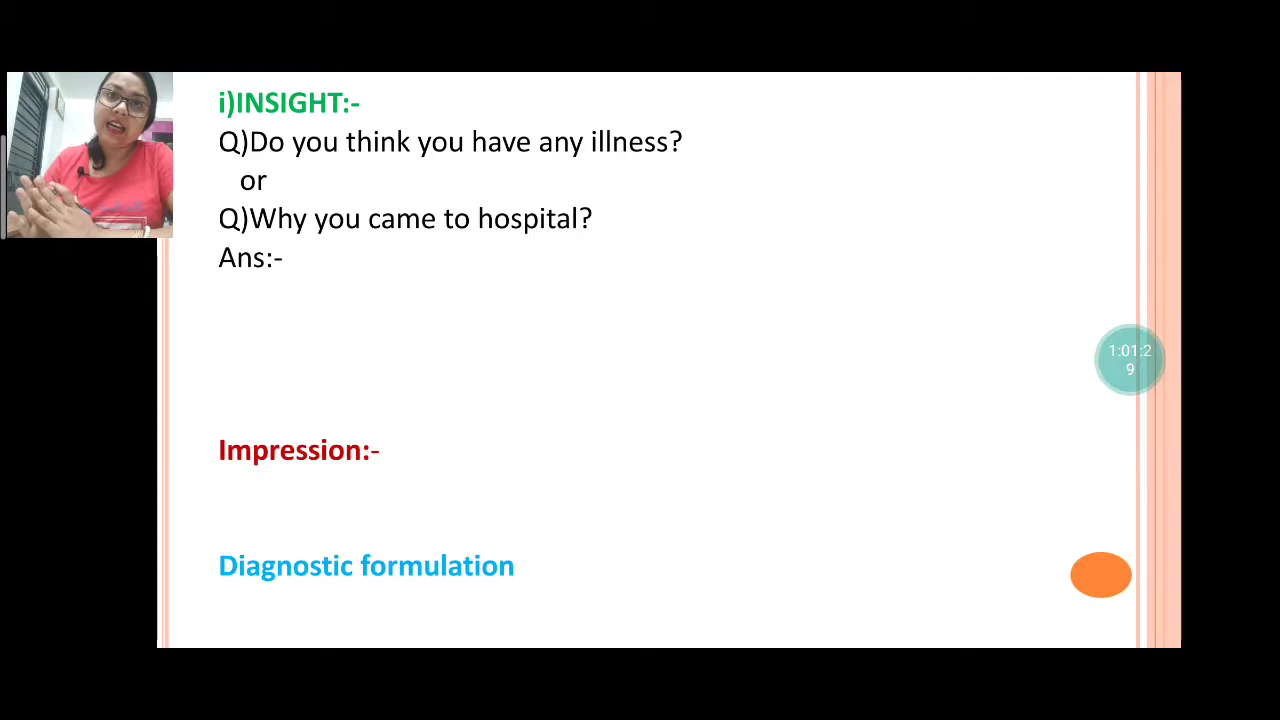 i)INSIGHT:-
Q)Do you think you have any illness?
or
Q)Why you came to hospital?
Ans:-
1:01:2
9
Impression:-
Diagnostic formulation